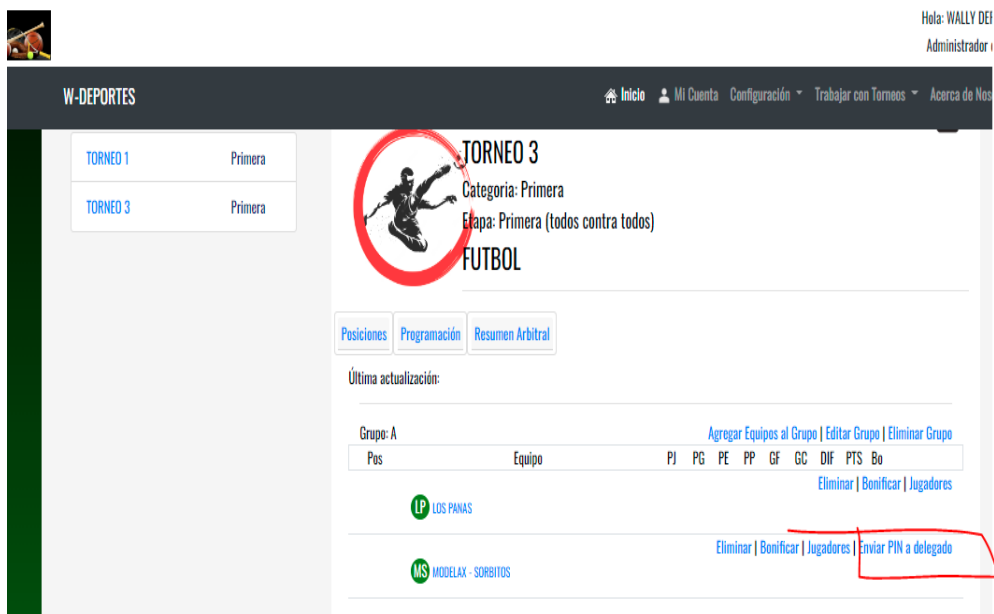 Hola: WALLY
Administrador
W-DEPORTES
Inicio Mi Cuenta Configuración Trabajar con Torneos Acerca de
TORNEO 1 Primera
TORNEO 3 Primera
TORNEO 3
Categoria: Primera
Etapa: Primera (todos contra todos)
FUTBOL
Posiciones Programación Resumen Arbitral
Última actualización:
Grupo: A Agregar Equipos al Grupo | Editar Grupo | Eliminar Grupo
Pos Equipo PJ PG PE PP GF GC DIF PTS Bo
Eliminar | Bonificar | Jugadores
LP LOS PANAS
Eliminar | Bonificar | Jugadores | Enviar PIN a delegado
MS MODELAX - SORBITOS